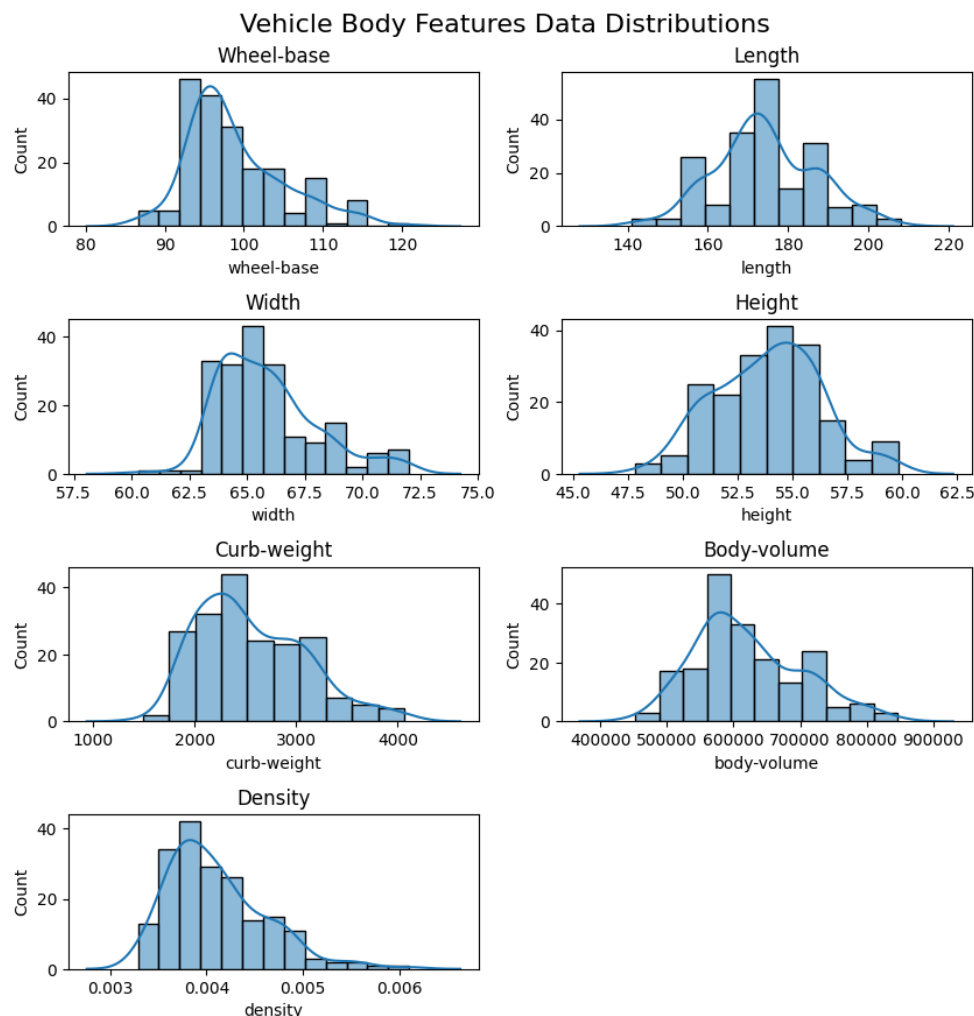 Vehicle Body Features Data Distributions
Wheel-base
Count
40
20
0
80 90 100 110 120
wheel-base
Length
Count
40
20
0
140 160 180 200 220
length
Width
Count
40
20
0
57.5 60.0 62.5 65.0 67.5 70.0 72.5 75.0
width
Height
Count
40
20
0
45.0 47.5 50.0 52.5 55.0 57.5 60.0 62.5
height
Curb-weight
Count
40
20
0
1000 2000 3000 4000
curb-weight
Body-volume
Count
40
20
0
400000 500000 600000 700000 800000 900000
body-volume
Density
Count
40
20
0
0.003 0.004 0.005 0.006
density